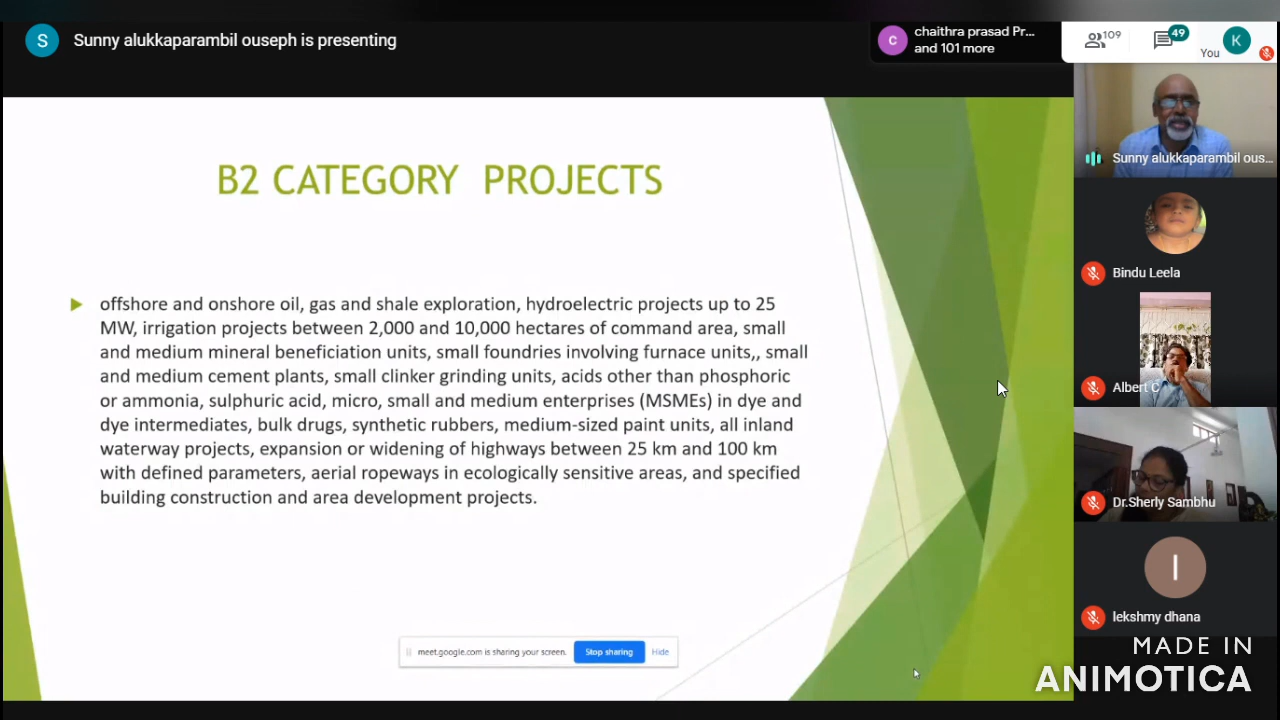 S
Sunny alukkaparambil ouseph is presenting
c
chaithra prasad Pr...
and 101 more
109
49
You
K
B2 CATEGORY PROJECTS
offshore and onshore oil, gas and shale exploration, hydroelectric projects up to 25
MW, irrigation projects between 2,000 and 10,000 hectares of command area, small
and medium mineral beneficiation units, small foundries involving furnace units,, small
and medium cement plants, small clinker grinding units, acids other than phosphoric
or ammonia, sulphuric acid, micro, small and medium enterprises (MSMEs) in dye and
dye intermediates, bulk drugs, synthetic rubbers, medium-sized paint units, all inland
waterway projects, expansion or widening of highways between 25 km and 100 km
with defined parameters, aerial ropeways in ecologically sensitive areas, and specified
building construction and area development projects.
meet.google.com is sharing your screen.
Stop sharing
Hide
Sunny alukkaparambil ous...
Bindu Leela
Albert C
Dr.Sherly Sambhu
l
lekshmy dhana
MADE IN
ANIMOTICA